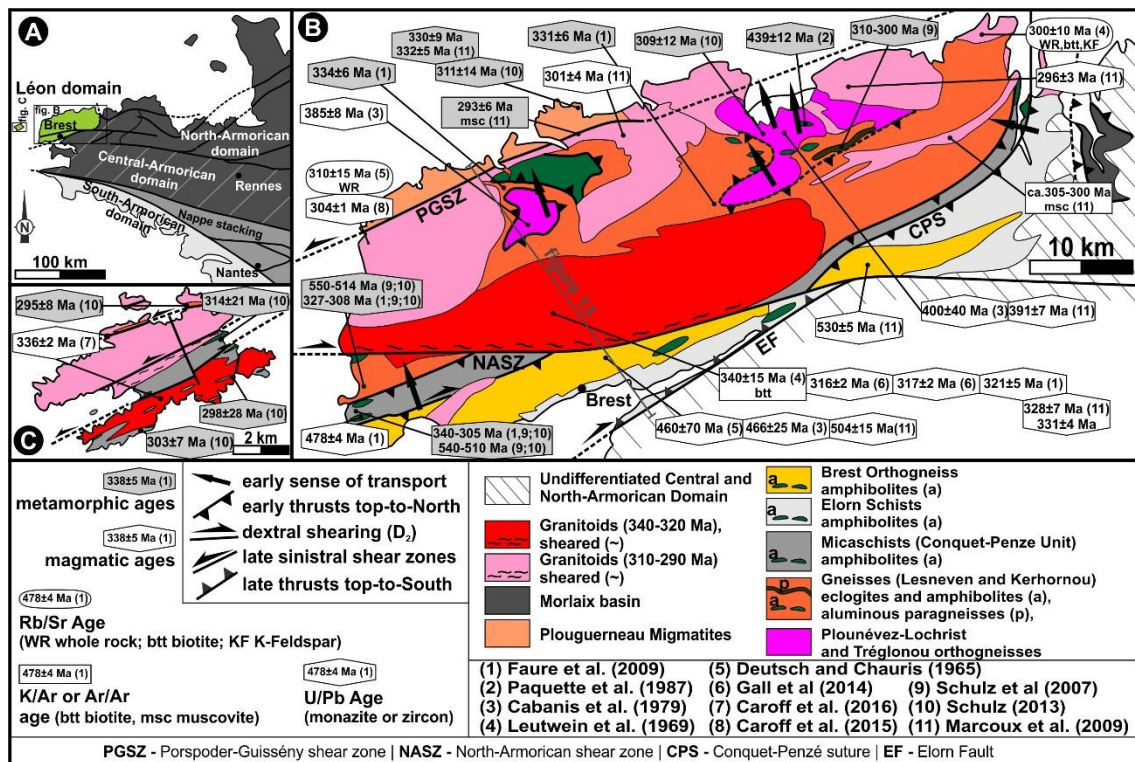 A
Léon domain
fig. C
fig. B
Brest
North-Armorican
domain
Central-Armorican
domain
Rennes
South-Armorican
domain
Nappe stacking
N
100 km
Nantes
B
330±9 Ma
332±5 Ma (11)
331±6 Ma (1)
309±12 Ma (10)
439±12 Ma (2)
310-300 Ma (9)
300±10 Ma (4)
WR,btt,KF
334±6 Ma (1)
311±14 Ma (10)
301±4 Ma (11)
296±3 Ma (11)
385±8 Ma (3)
293±6 Ma
msc (11)
310±15 Ma (5)
WR
304±1 Ma (8)
PGSZ
ca.305-300 Ma
msc (11)
CPS
10 km
figure 13
550-514 Ma (9;10)
327-308 Ma (1;9;10)
530±5 Ma (11)
400±40 Ma (3)
391±7 Ma (11)
NASZ
EF
Brest
340±15 Ma (4)
btt
316±2 Ma (6)
317±2 Ma (6)
321±5 Ma (1)
328±7 Ma (11)
331±4 Ma
478±4 Ma (1)
340-305 Ma (1,9;10)
540-510 Ma (9;10)
460±70 Ma (5)
466±25 Ma (3)
504±15 Ma(11)
295±8 Ma (10)
314±21 Ma (10)
336±2 Ma (7)
298±28 Ma (10)
C
303±7 Ma (10)
2 km
338±5 Ma (1)
metamorphic ages
338±5 Ma (1)
magmatic ages
early sense of transport
early thrusts top-to-North
dextral shearing (D2)
late sinistral shear zones
late thrusts top-to-South
478±4 Ma (1)
Rb/Sr Age
(WR whole rock; btt biotite; KF K-Feldspar)
478±4 Ma (1)
K/Ar or Ar/Ar
age (btt biotite, msc muscovite)
478±4 Ma (1)
U/Pb Age
(monazite or zircon)
Undifferentiated Central and
North-Armorican Domain
Granitoids (340-320 Ma),
sheared (~)
Granitoids (310-290 Ma)
sheared (~)
Morlaix basin
Plouguerneau Migmatites
a
Brest Orthogneiss
amphibolites (a)
a
Elorn Schists
amphibolites (a)
a
Micaschists (Conquet-Penze Unit)
amphibolites (a)
p
a
Gneisses (Lesneven and Kerhornou)
eclogites and amphibolites (a),
aluminous paragneisses (p),
Plounévez-Lochrist
and Tréglonou orthogneisses
(1) Faure et al. (2009)
(2) Paquette et al. (1987)
(3) Cabanis et al. (1979)
(4) Leutwein et al. (1969)
(5) Deutsch and Chauris (1965)
(6) Gall et al (2014)
(7) Caroff et al. (2016)
(8) Caroff et al. (2015)
(9) Schulz et al (2007)
(10) Schulz (2013)
(11) Marcoux et al. (2009)
PGSZ - Porspoder-Guissény shear zone | NASZ - North-Armorican shear zone | CPS - Conquet-Penzé suture | EF - Elorn Fault